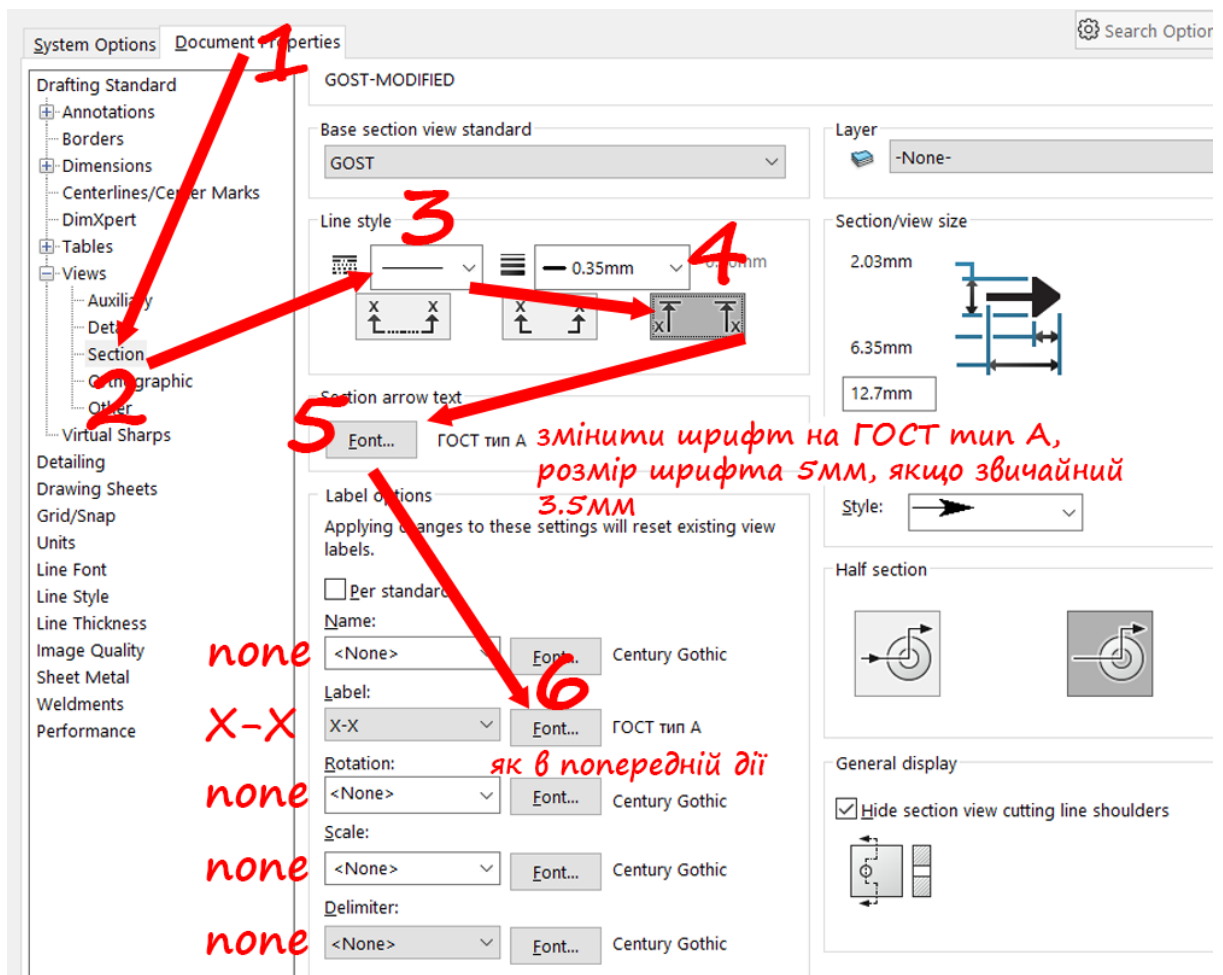 Search Option
System Options
Document Properties
1
Drafting Standard
Annotations
Borders
Dimensions
Centerlines/Center Marks
DimXpert
Tables
Views
Auxiliary
Section
2
Orthographic
Other
Virtual Sharps
Detailing
Drawing Sheets
Grid/Snap
Units
Line Font
Line Style
Line Thickness
Image Quality
Sheet Metal
Weldments
Performance
GOST-MODIFIED
Base section view standard
GOST
Layer
-None-
Line style
3
0.35mm
4
X X
X X
X X
Section arrow text
5
Font...
ГОСТ тип А
змінити шрифт на ГОСТ тип А,
розмір шрифта 5мм, якщо звичайний
3.5мм
Label options
Applying changes to these settings will reset existing view
labels.
Per standard
Name:
none
<None>
Font...
Century Gothic
6
Label:
X-X
X-X
Font...
ГОСТ тип А
як в попередній дії
Rotation:
none
<None>
Font...
Century Gothic
Scale:
none
<None>
Font...
Century Gothic
Delimiter:
none
<None>
Font...
Century Gothic
Section/view size
2.03mm
6.35mm
12.7mm
Style:
Half section
General display
Hide section view cutting line shoulders